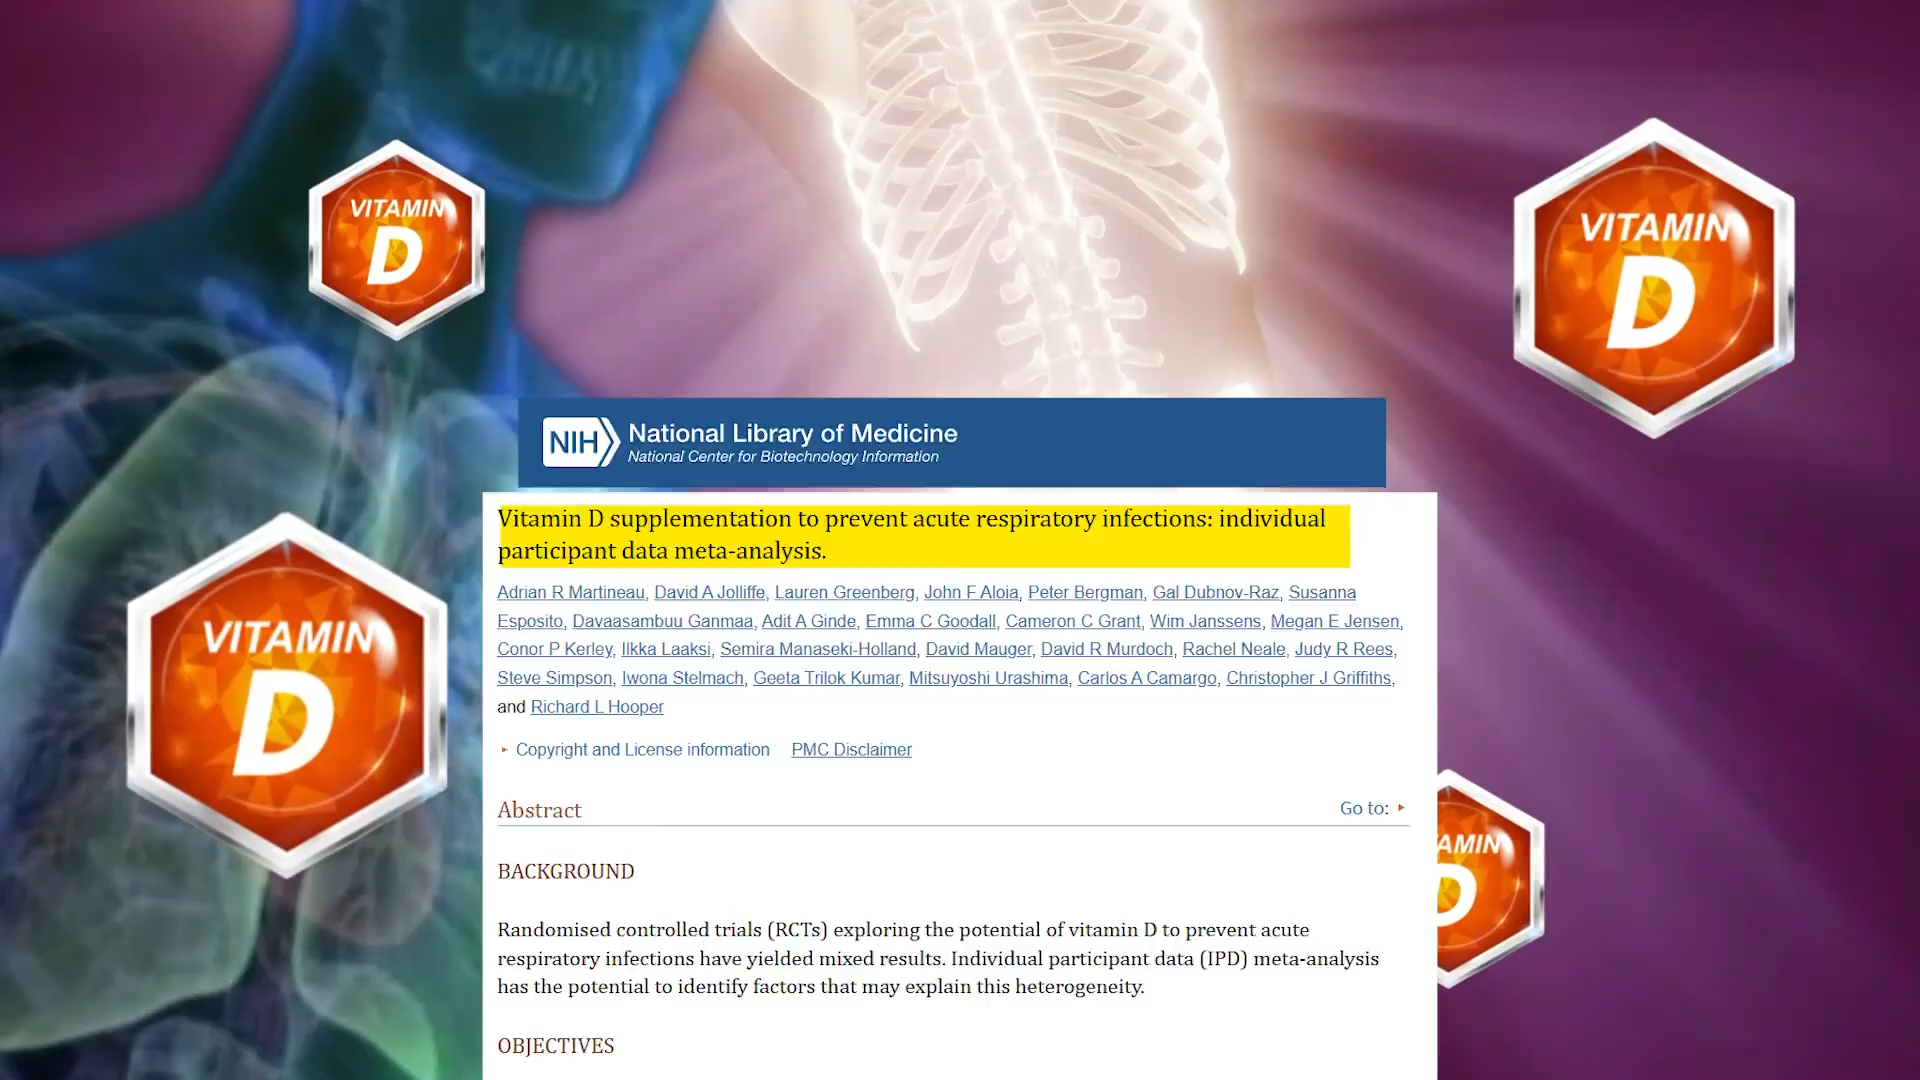 VITAMIN
D
VITAMIN
D
NIH
National Library of Medicine
National Center for Biotechnology Information
Vitamin D supplementation to prevent acute respiratory infections: individual
participant data meta-analysis.
Adrian R Martineau, David A Jolliffe, Lauren Greenberg, John F Aloia, Peter Bergman, Gal Dubnov-Raz, Susanna
Esposito, Davaasambuu Ganmaa, Adit A Ginde, Emma C Goodall, Cameron C Grant, Wim Janssens, Megan E Jensen,
Conor P Kerley, Ilkka Laaksi, Semira Manaseki-Holland, David Mauger, David R Murdoch, Rachel Neale, Judy R Rees,
Steve Simpson, Iwona Stelmach, Geeta Trilok Kumar, Mitsuyoshi Urashima, Carlos A Camargo, Christopher J Griffiths,
and Richard L Hooper
VITAMIN
D
Copyright and License information PMC Disclaimer
Abstract Go to:
BACKGROUND
AMIN
D
Randomised controlled trials (RCTs) exploring the potential of vitamin D to prevent acute
respiratory infections have yielded mixed results. Individual participant data (IPD) meta-analysis
has the potential to identify factors that may explain this heterogeneity.
OBJECTIVES